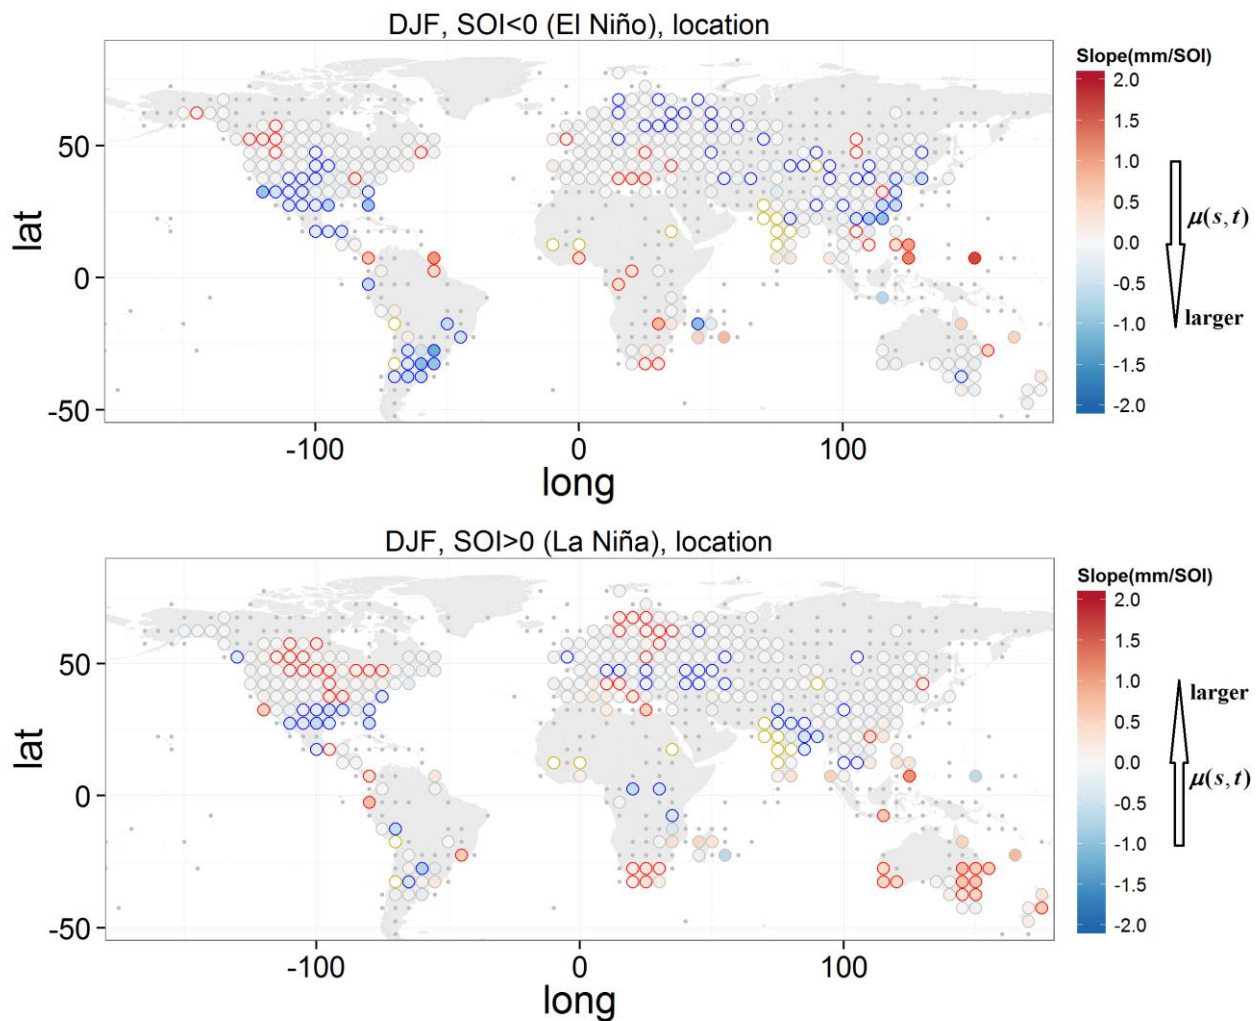 DJF, SOI<0 (El Niño), location
Slope(mm/SOI)
2.0
1.5
1.0
0.5
0.0
-0.5
-1.0
-1.5
-2.0
μ(s,t)
larger
50
0
-50
lat
-100 0 100
long
DJF, SOI>0 (La Niña), location
Slope(mm/SOI)
2.0
1.5
1.0
0.5
0.0
-0.5
-1.0
-1.5
-2.0
larger
μ(s,t)
50
0
-50
lat
-100 0 100
long